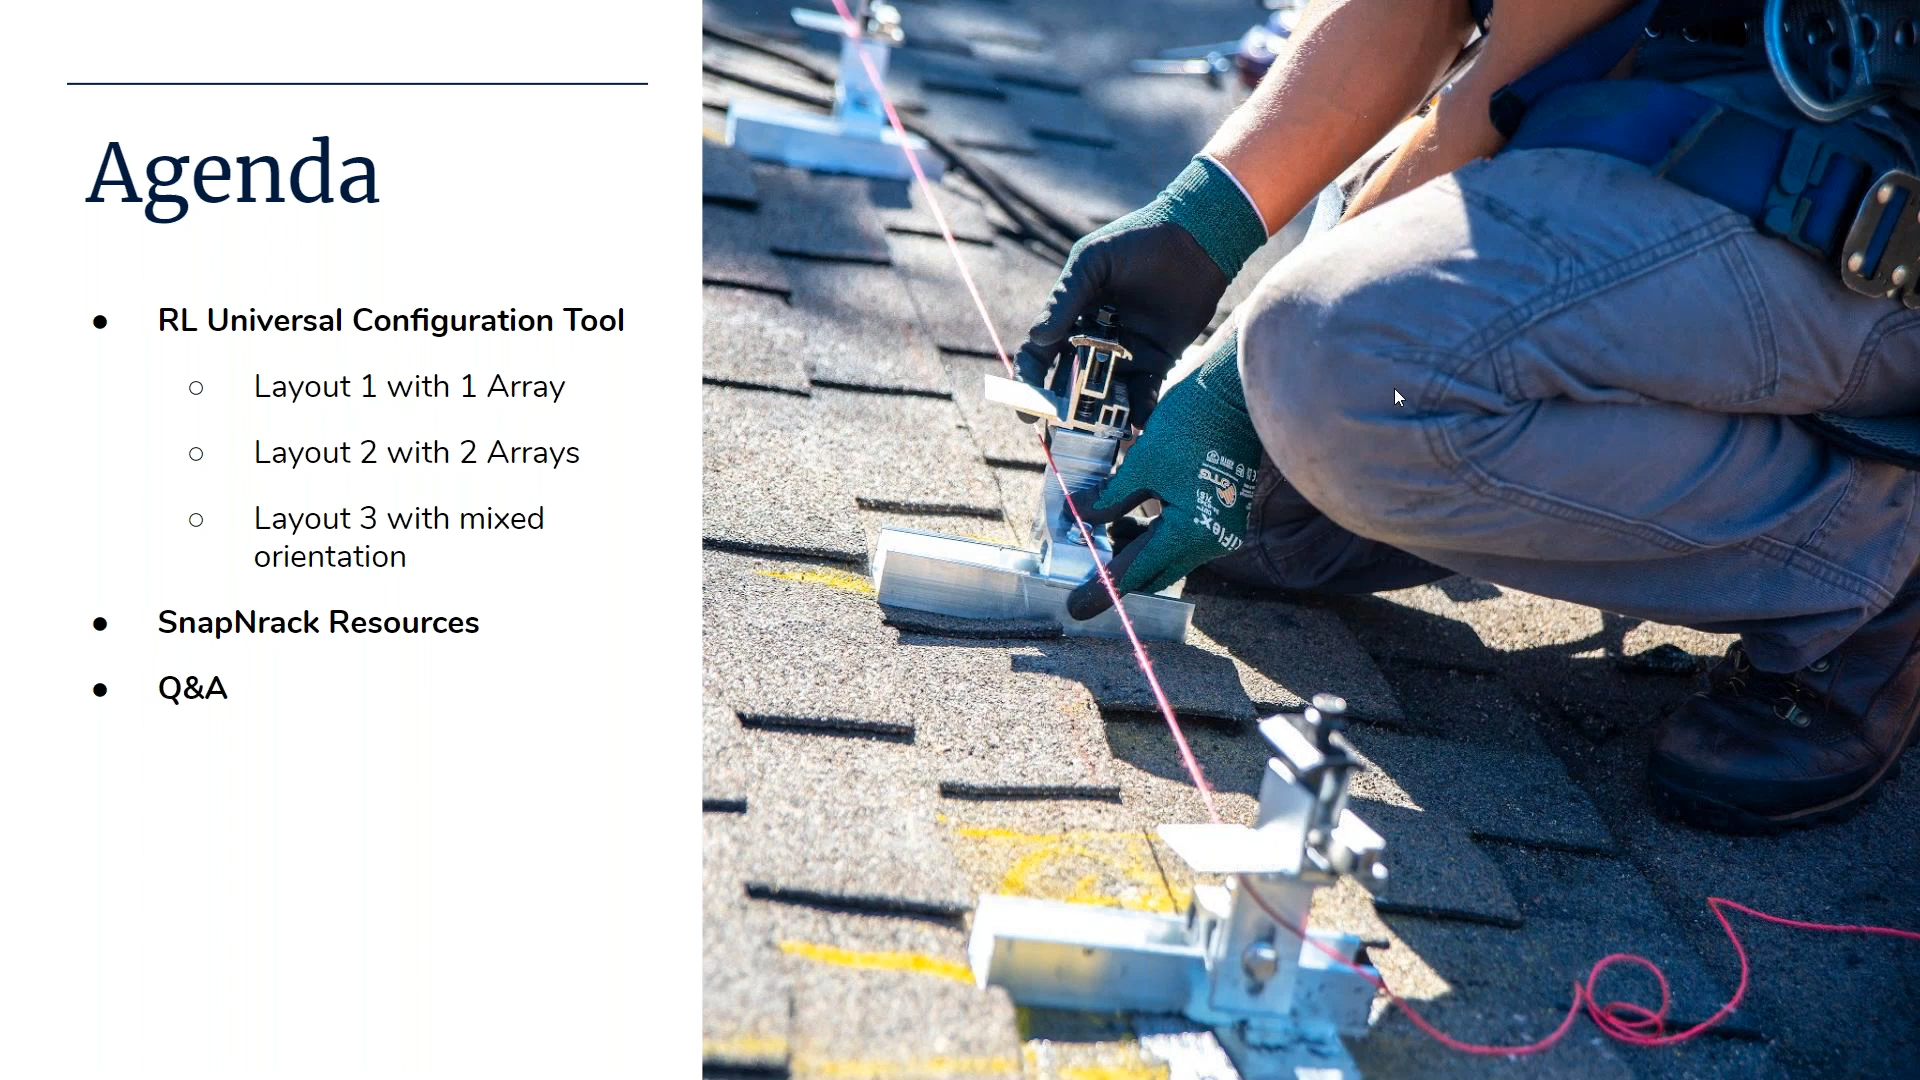 Agenda
● RL Universal Configuration Tool
○ Layout 1 with 1 Array
○ Layout 2 with 2 Arrays
○ Layout 3 with mixed
orientation
● SnapNrack Resources
● Q&A